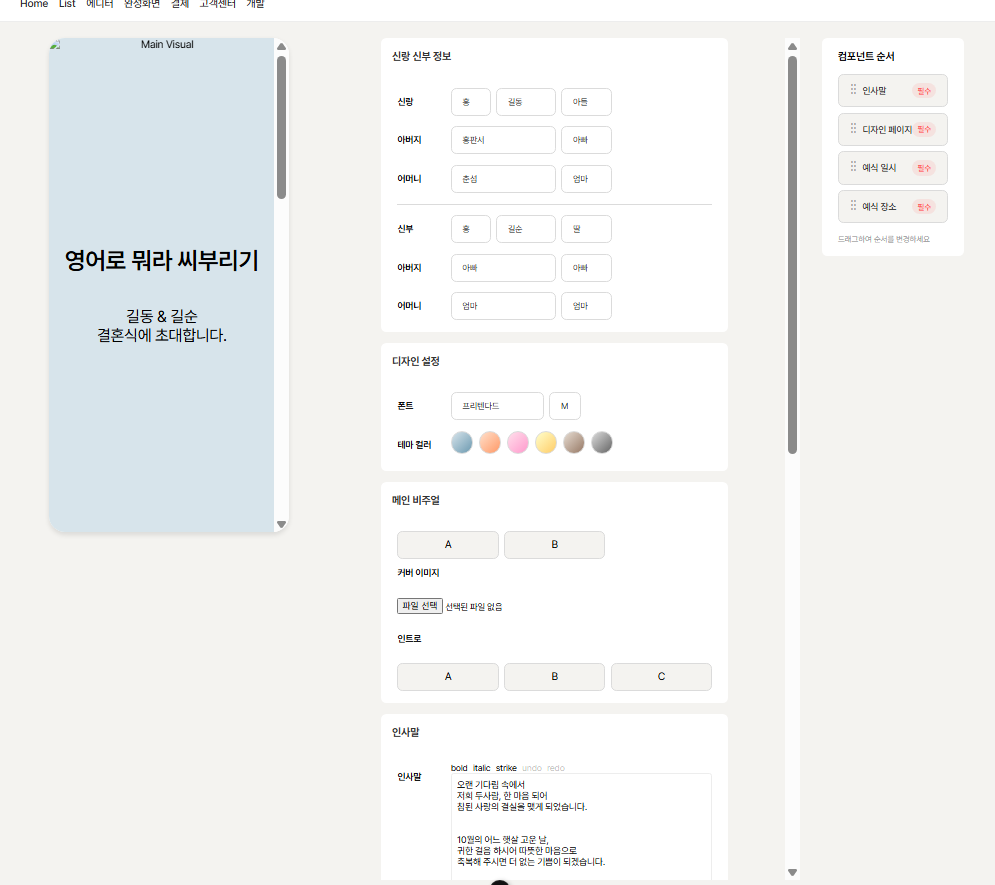 Home List 에디터 완성화면 결제 고객센터 개발
Main Visual
영어로 뭐라 씨부리기
길동 & 길순
결혼식에 초대합니다.
신랑 신부 정보
신랑 홍 길동 아들
아버지 홍판서 아빠
어머니 춘섬 엄마
신부 홍 길순 딸
아버지 아빠 아빠
어머니 엄마 엄마
디자인 설정
폰트 프리텐다드 M
테마 컬러
메인 비주얼
A B
커버 이미지
파일 선택 선택된 파일 없음
인트로
A B C
인사말
bold italic strike undo redo
인사말
오랜 기다림 속에서
저희 두사람, 한 마음 되어
참된 사랑의 결실을 맺게 되었습니다.
10월의 어느 햇살 고운 날,
귀한 걸음 하시어 따뜻한 마음으로
축복해 주시면 더 없는 기쁨이 되겠습니다.
컴포넌트 순서
인사말 필수
디자인 페이지 필수
예식 일시 필수
예식 장소 필수
드래그하여 순서를 변경하세요